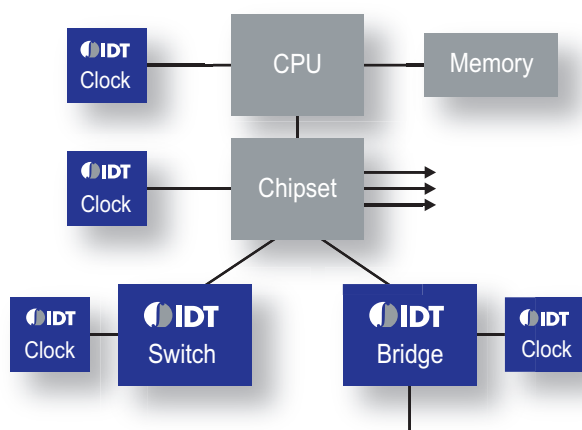 IDT
Clock
CPU
Memory
IDT
Clock
Chipset
IDT
Clock
IDT
Switch
IDT
Bridge
IDT
Clock